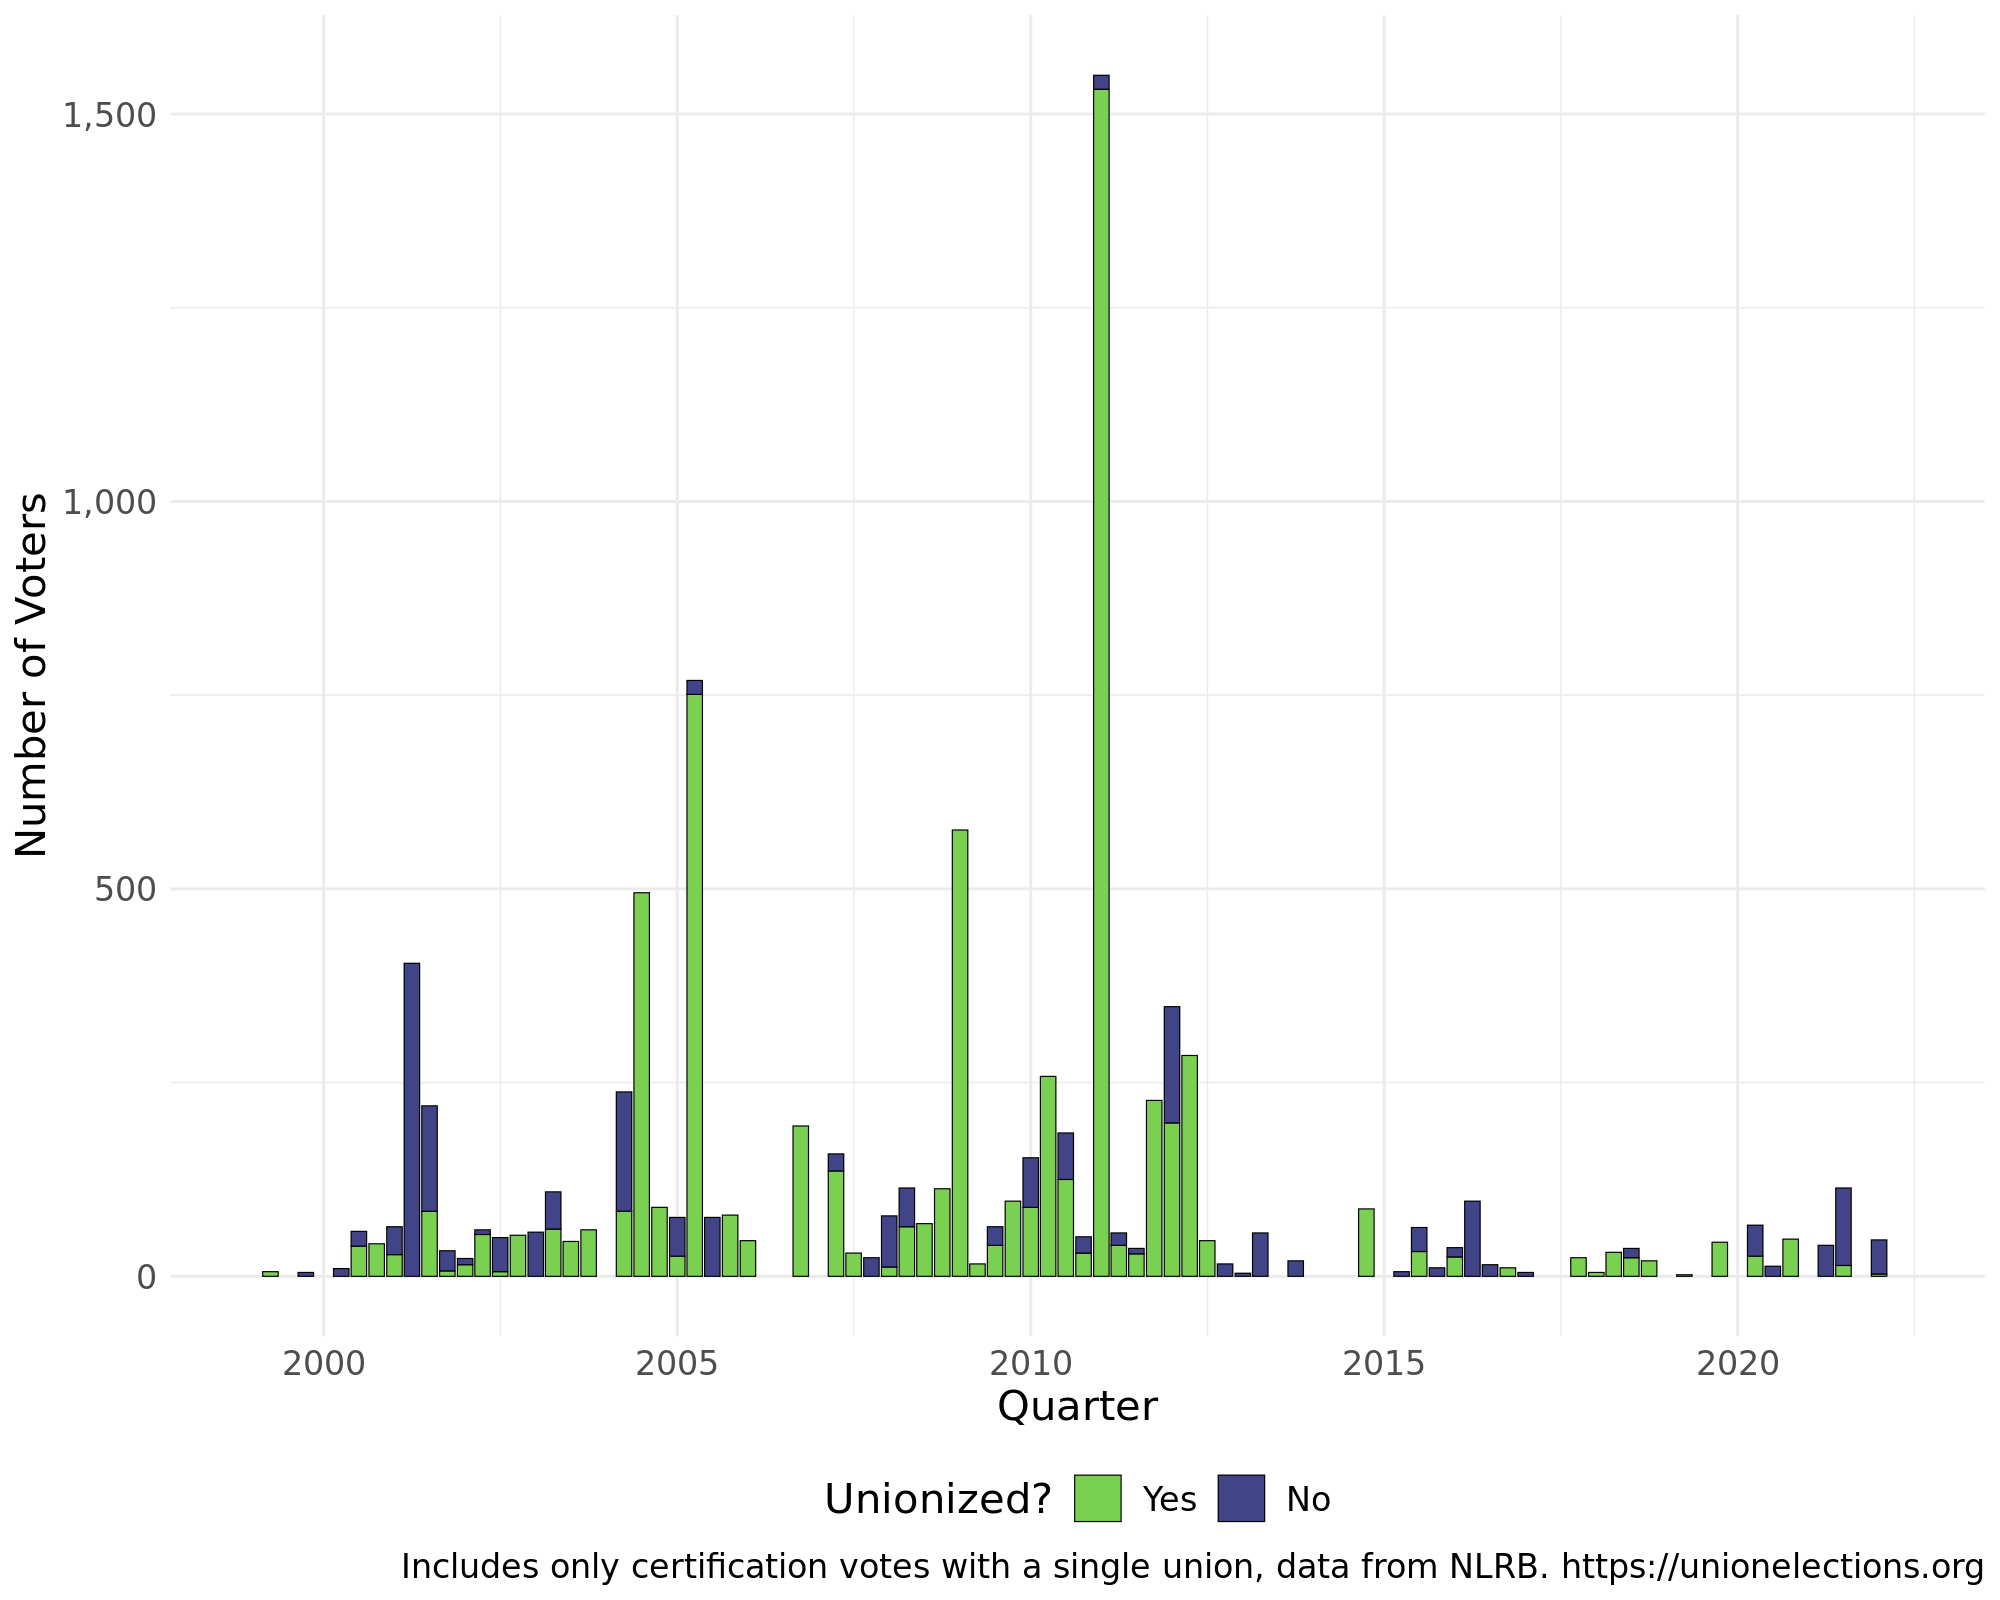 1,500
1,000
500
0
Number of Voters
2000 2005 2010 2015 2020
Quarter
Unionized? Yes No
Includes only certification votes with a single union, data from NLRB. https://unionelections.org